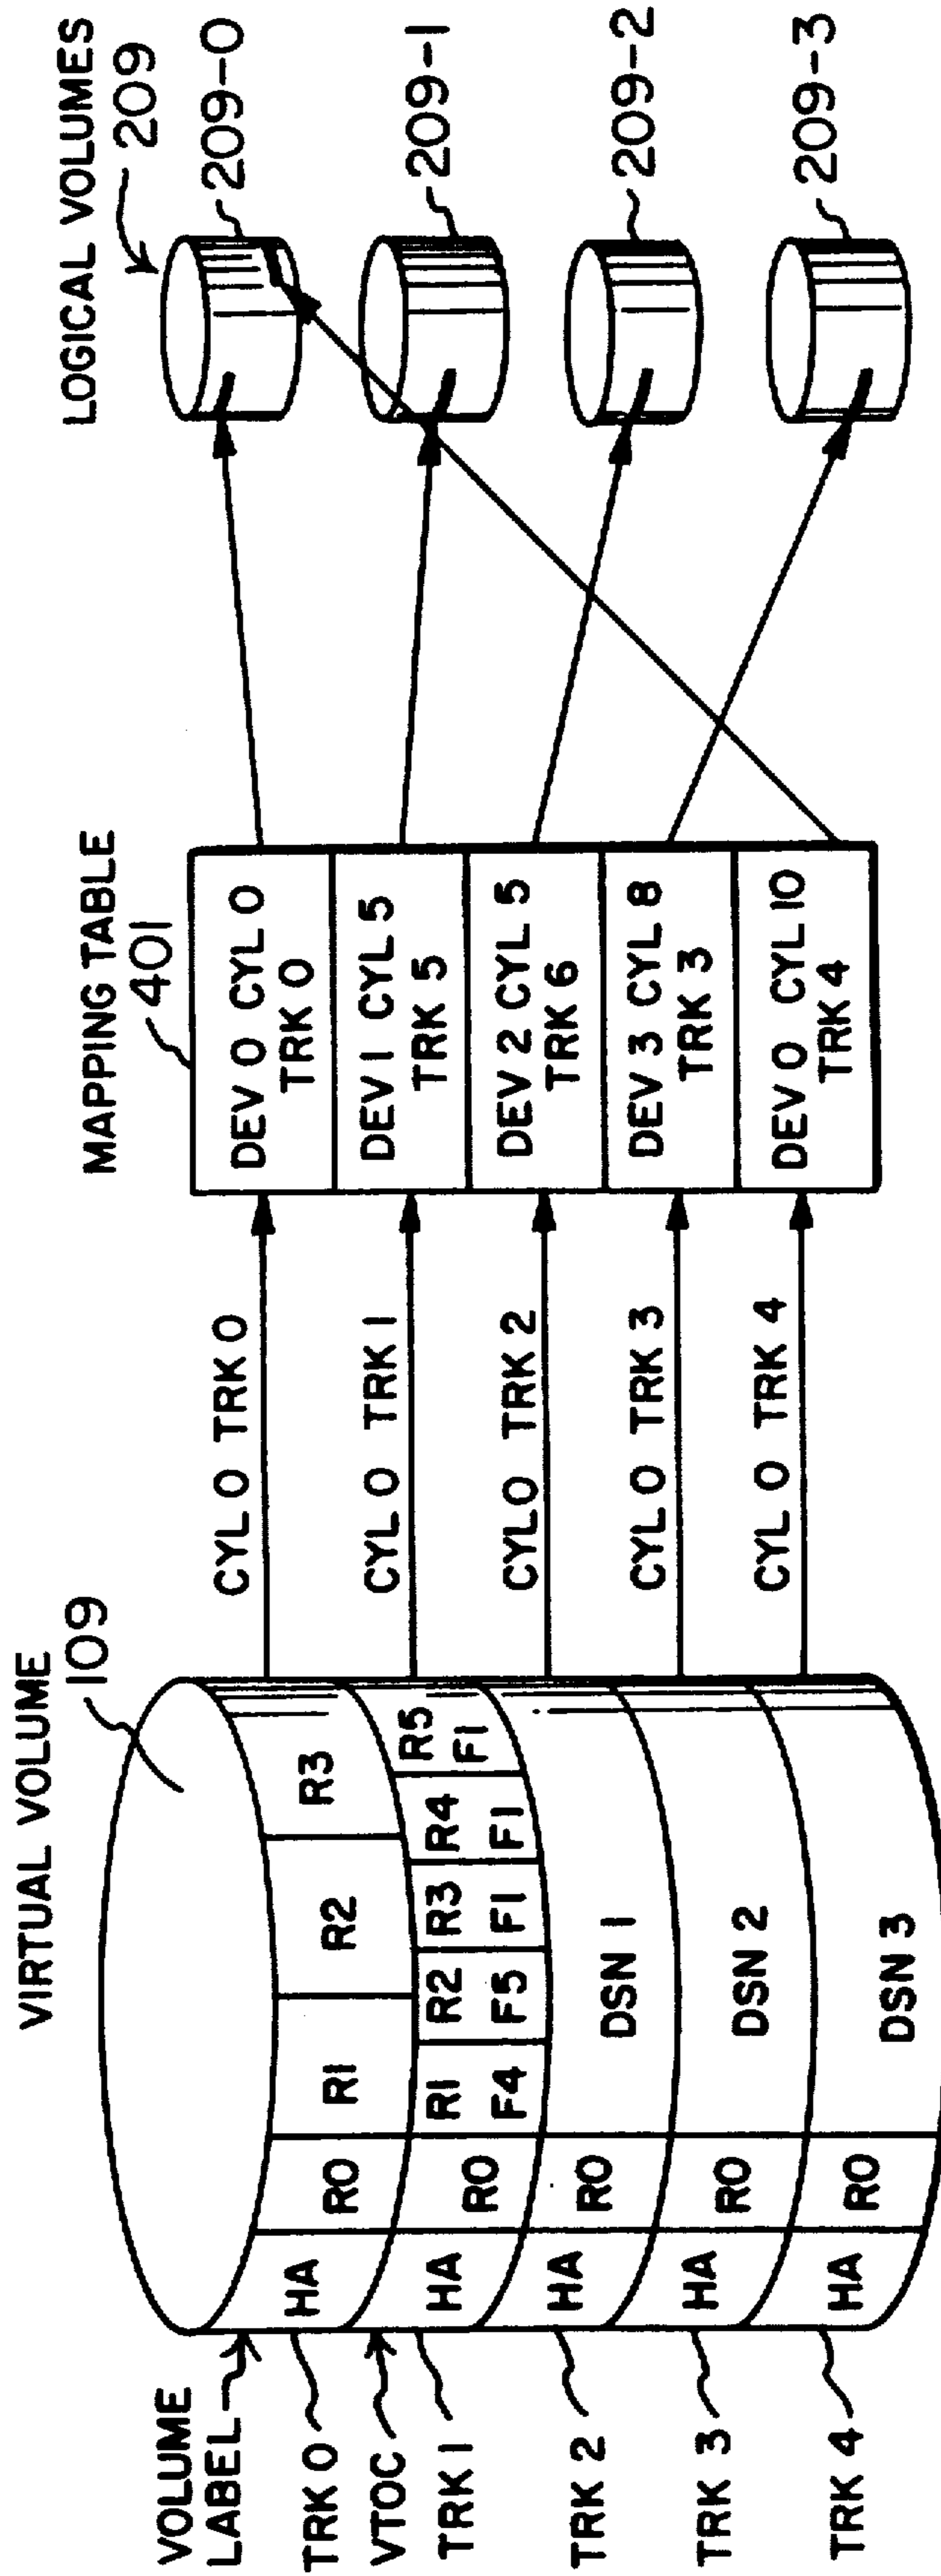 VIRTUAL VOLUME
109
VOLUME
LABEL
TRK 0
VTOC
TRK 1
TRK 2
TRK 3
TRK 4
HA R0 R1 R2 R3
HA R0 R1 F4 R2 F5 R3 F1 R4 F1 R5 F1
HA R0 DSN 1
HA R0 DSN 2
HA R0 DSN 3
CYL 0 TRK 0
CYL 0 TRK 1
CYL 0 TRK 2
CYL 0 TRK 3
CYL 0 TRK 4
MAPPING TABLE
401
DEV 0 CYL 0
TRK 0
DEV 1 CYL 5
TRK 5
DEV 2 CYL 5
TRK 6
DEV 3 CYL 8
TRK 3
DEV 0 CYL 10
TRK 4
LOGICAL VOLUMES
209
209-0
209-1
209-2
209-3